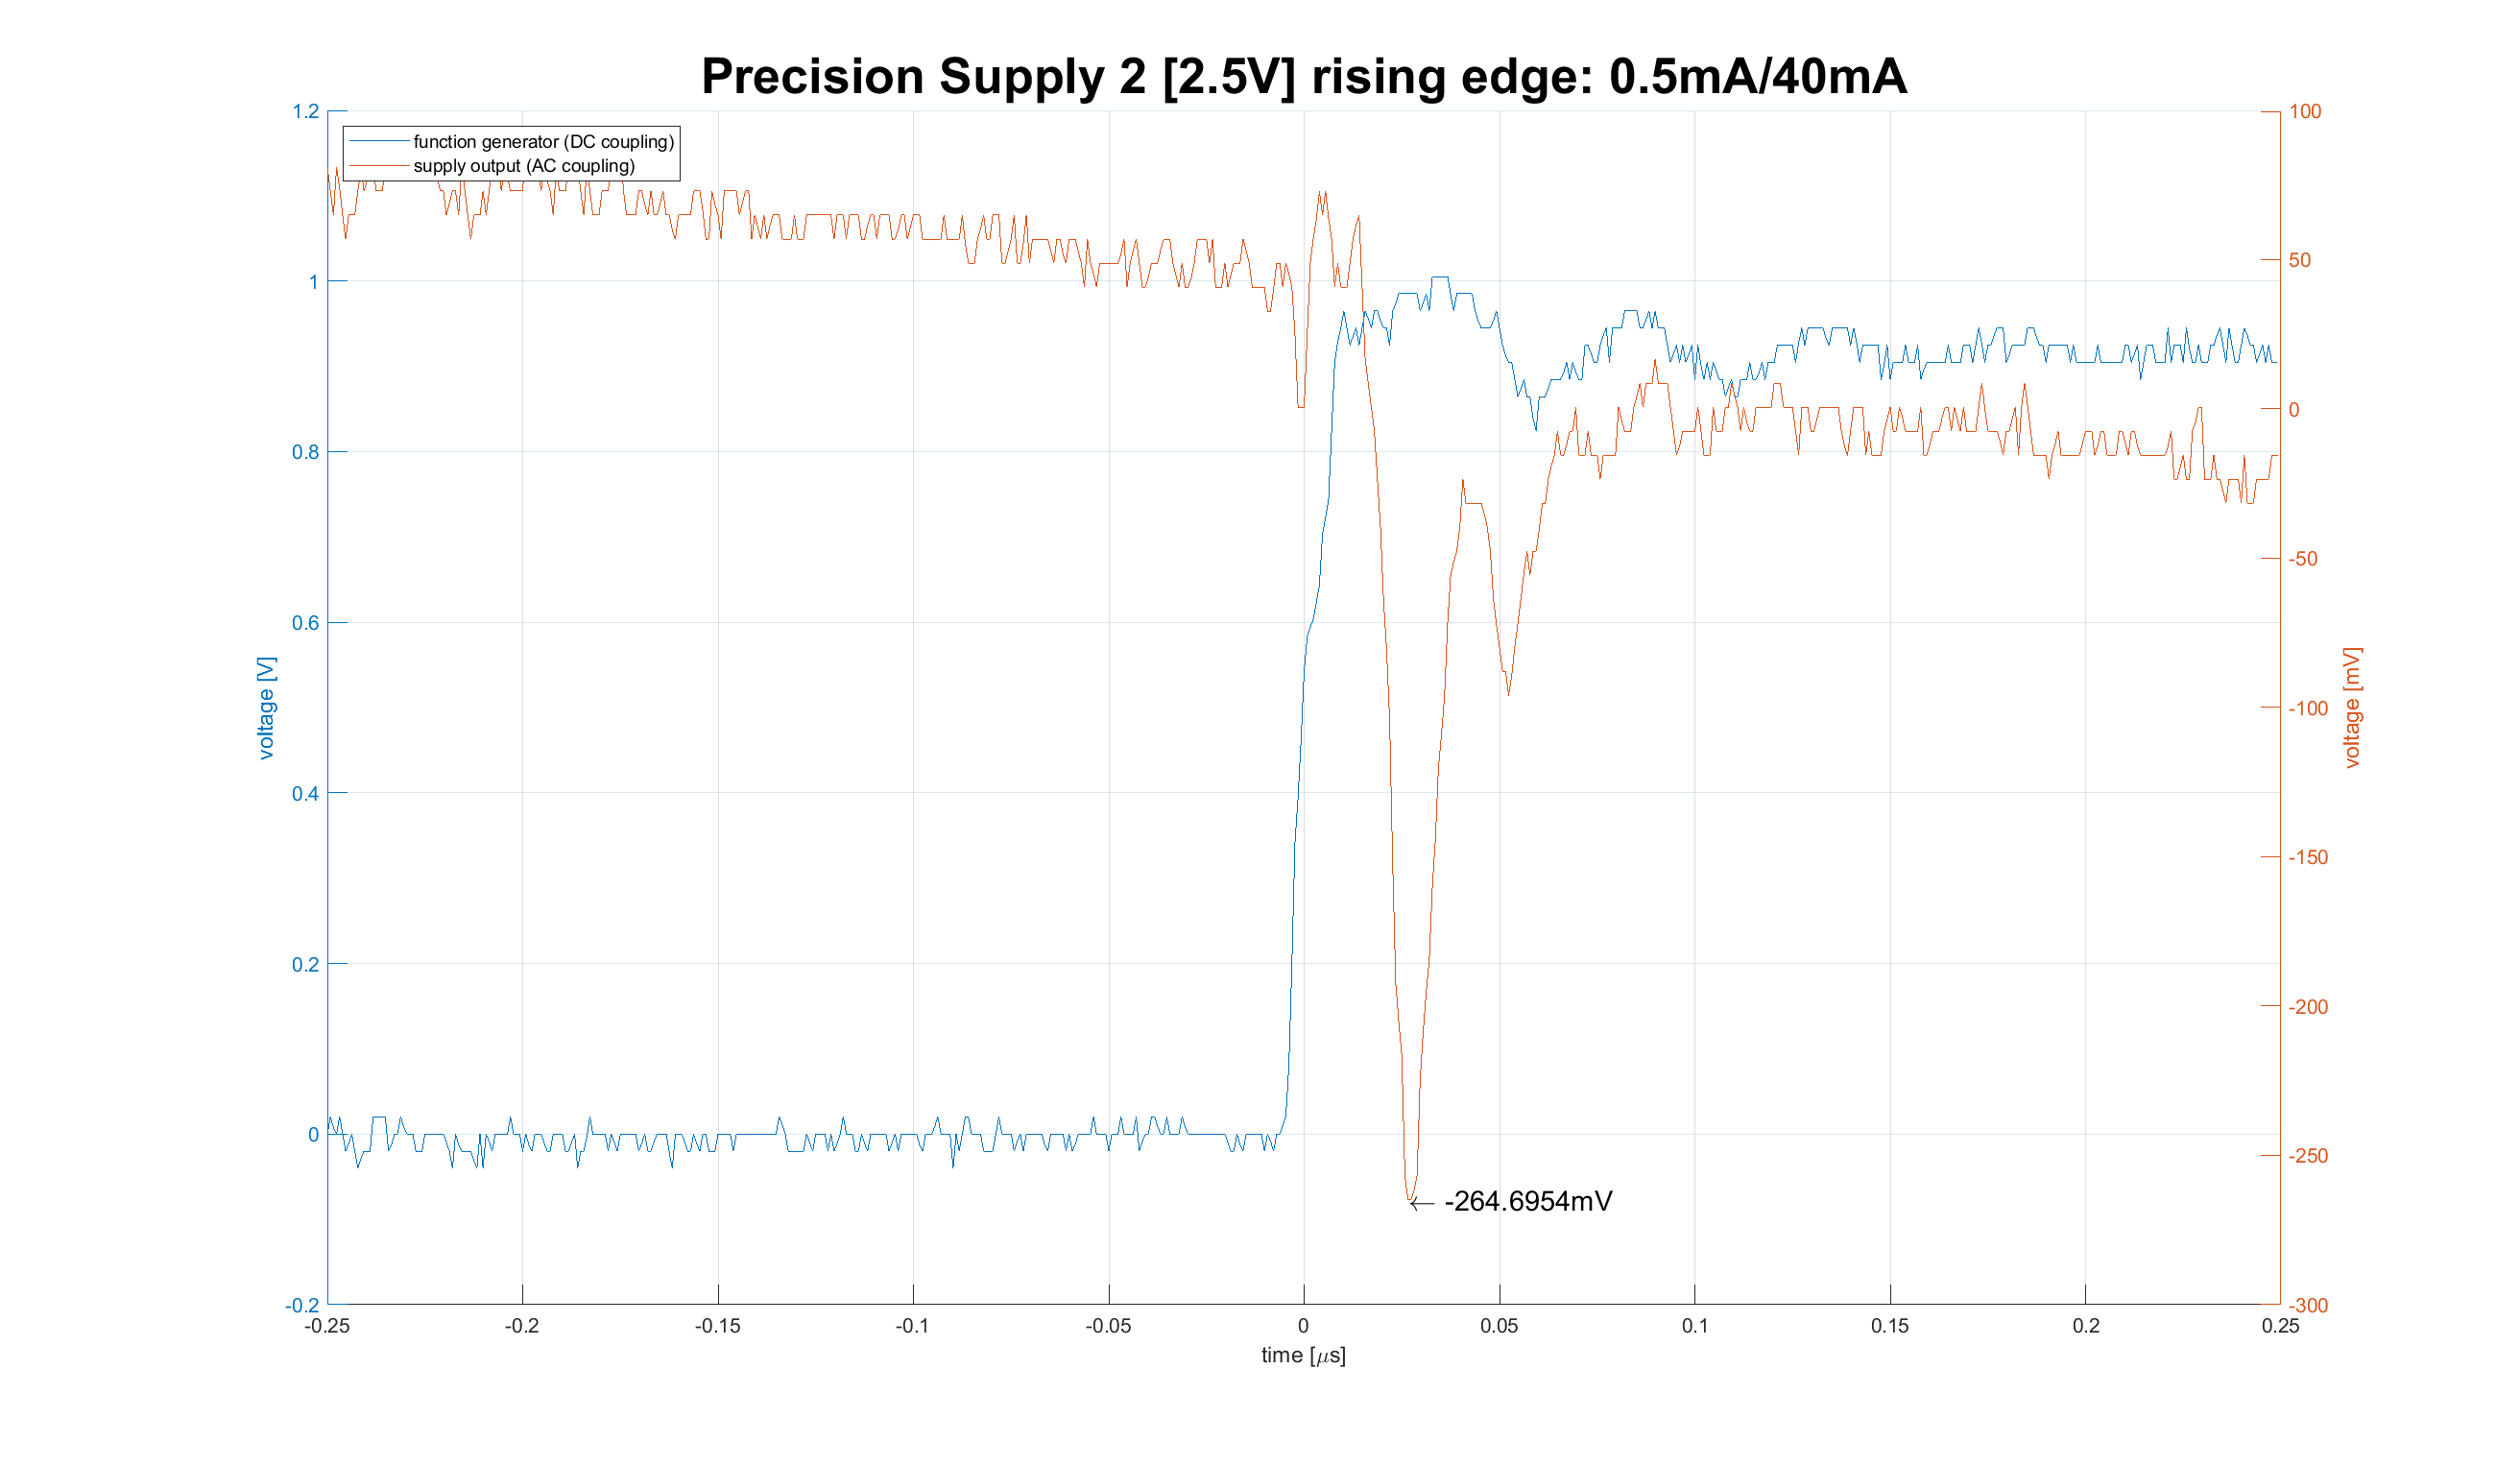 Precision Supply 2 [2.5V] rising edge: 0.5mA/40mA
function generator (DC coupling)
supply output (AC coupling)
voltage [V]
1.2
1
0.8
0.6
0.4
0.2
0
-0.2
100
50
0
-50
-100
-150
-200
-250
-300
voltage [mV]
← -264.6954mV
-0.25 -0.2 -0.15 -0.1 -0.05 0 0.05 0.1 0.15 0.2 0.25
time [μs]